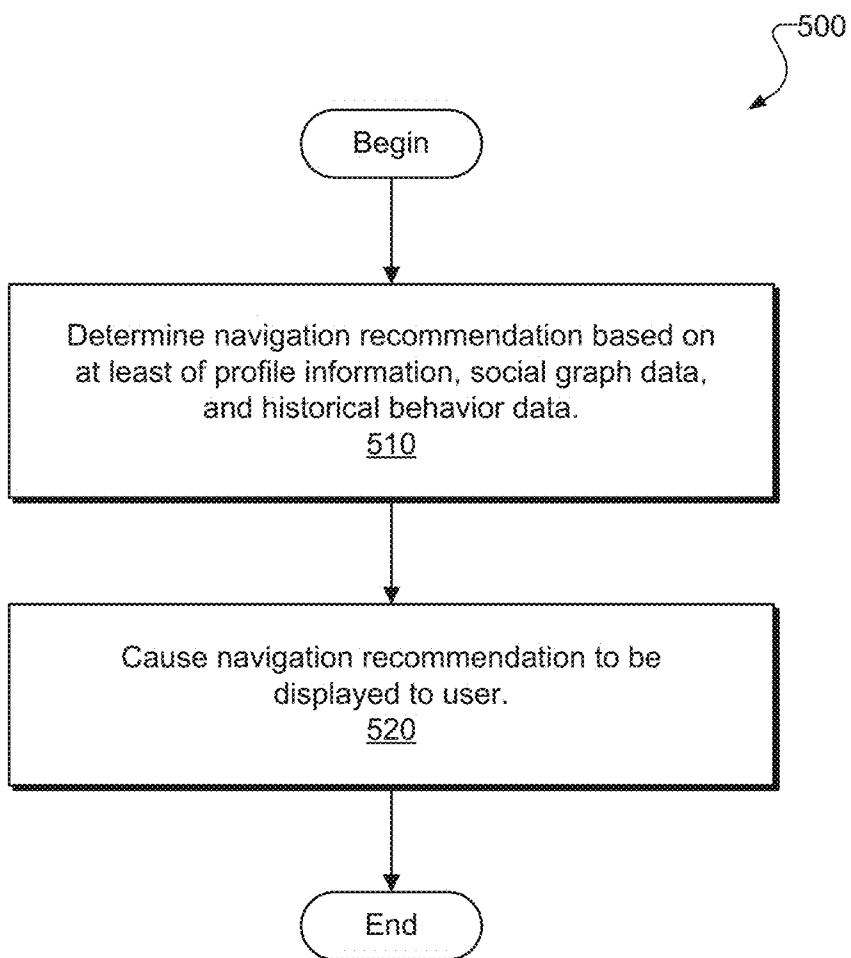 500
Begin
Determine navigation recommendation based on
at least of profile information, social graph data,
and historical behavior data.
510
Cause navigation recommendation to be
displayed to user.
520
End